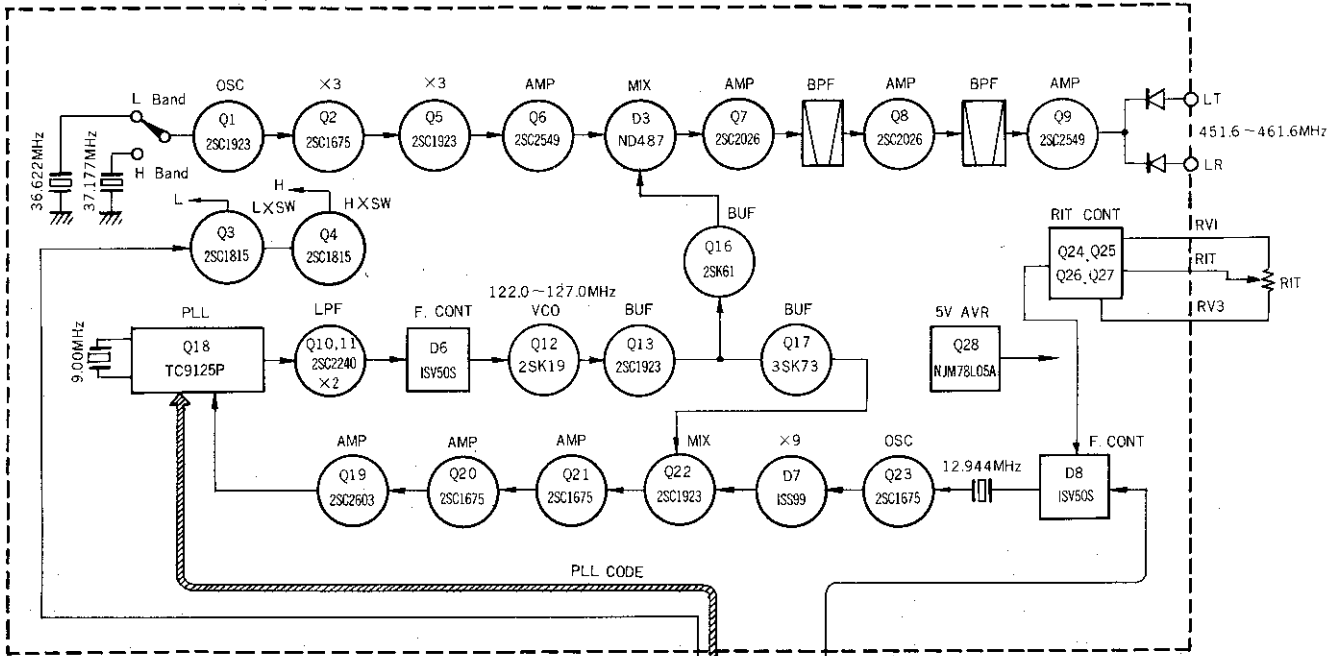 OSC
×3
×3
AMP
MIX
AMP
BPF
AMP
BPF
AMP
L Band
Q1
2SC1923
Q2
2SC1675
Q5
2SC1923
Q6
2SC2549
D3
ND487
Q7
2SC2026
Q8
2SC2026
Q9
2SC2549
LT
451.6~461.6MHz
LR
H Band
36.622MHz
37.177MHz
L
H
L×SW
H×SW
Q3
2SC1815
Q4
2SC1815
BUF
Q16
2SK61
RIT CONT
Q24, Q25
Q26, Q27
RV1
RIT
RIT
RV3
122.0~127.0MHz
PLL
LPF
F. CONT
VCO
BUF
BUF
5V AVR
9.00MHz
Q18
TC9125P
Q10,11
2SC2240
×2
D6
ISV50S
Q12
2SK19
Q13
2SC1923
Q17
3SK73
Q28
NJM78L05A
AMP
AMP
AMP
MIX
×9
OSC
12.944MHz
F. CONT
Q19
2SC2603
Q20
2SC1675
Q21
2SC1675
Q22
2SC1923
D7
ISS99
Q23
2SC1675
D8
ISV50S
PLL CODE